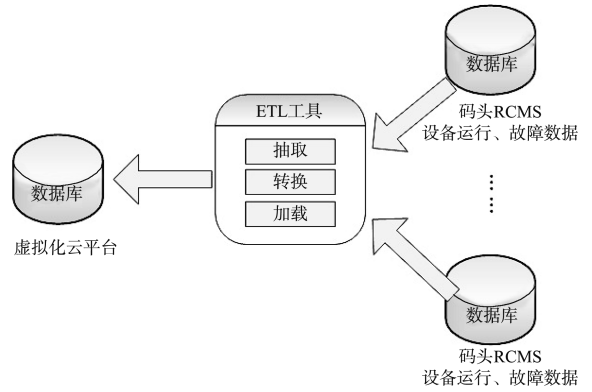 数据库
码头RCMS
设备运行、故障数据
ETL工具
抽取
转换
加载
数据库
虚拟化云平台
数据库
码头RCMS
设备运行、故障数据